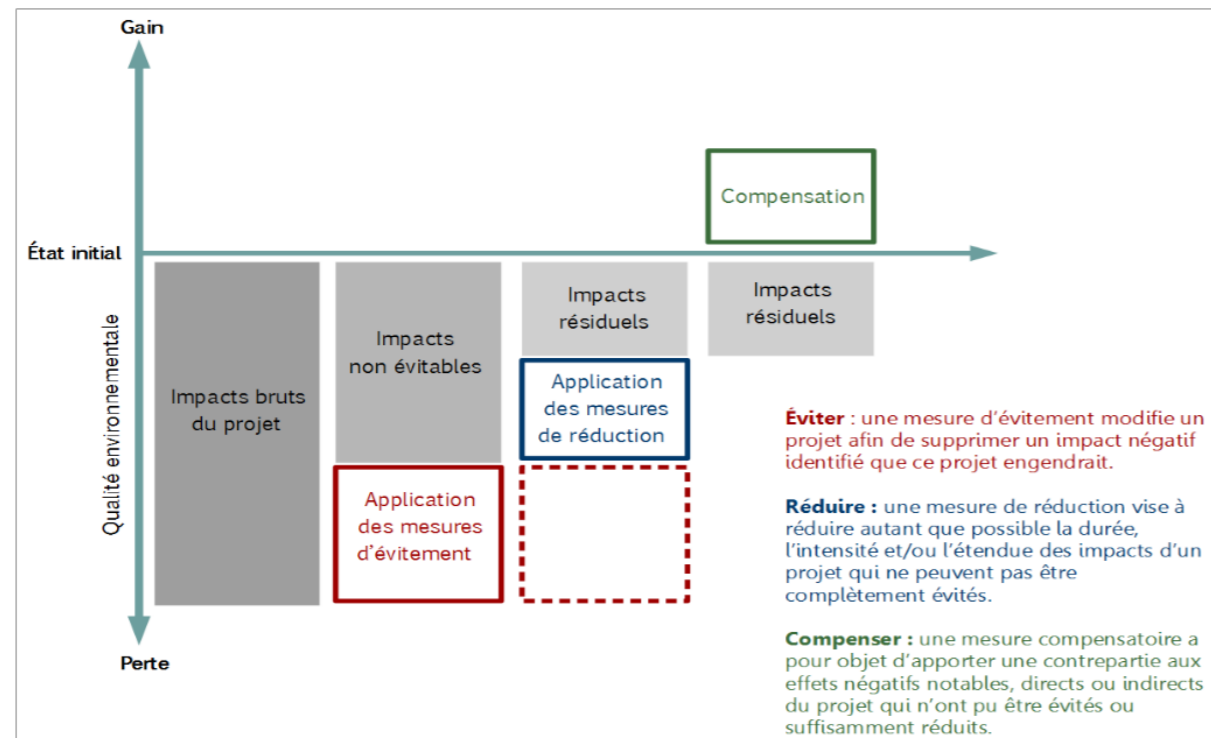 Gain
Compensation
État initial
Impacts
résiduels
Impacts
résiduels
Impacts
non évitables
Impacts bruts
du projet
Qualité environnementale
Application
des mesures
de réduction
Application
des mesures
d'évitement
Perte
Éviter : une mesure d'évitement modifie un
projet afin de supprimer un impact négatif
identifié que ce projet engendrait.
Réduire : une mesure de réduction vise à
réduire autant que possible la durée,
l'intensité et/ou l'étendue des impacts d'un
projet qui ne peuvent pas être
complètement évités.
Compenser : une mesure compensatoire a
pour objet d'apporter une contrepartie aux
effets négatifs notables, directs ou indirects
du projet qui n'ont pu être évités ou
suffisamment réduits.